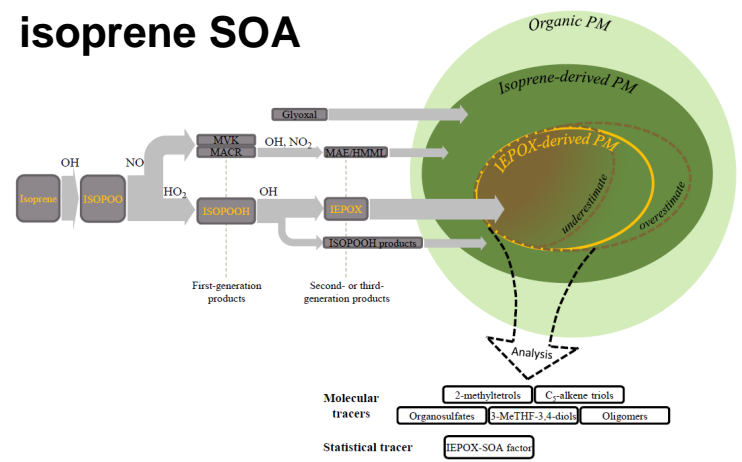 isoprene SOA
Organic PM
Isoprene-derived PM
IEPOX-derived PM
underestimate
overestimate
Glyoxal
MVK
MACR
OH, NO2
MAE/HMML
OH
NO
Isoprene
ISOPOO
HO2
ISOPOOH
OH
IEPOX
ISOPOOH products
First-generation
products
Second- or third-
generation products
Analysis
Molecular
tracers
2-methyltetrols
C5-alkene triols
Organosulfates
3-MeTHF-3,4-diols
Oligomers
Statistical tracer
IEPOX-SOA factor